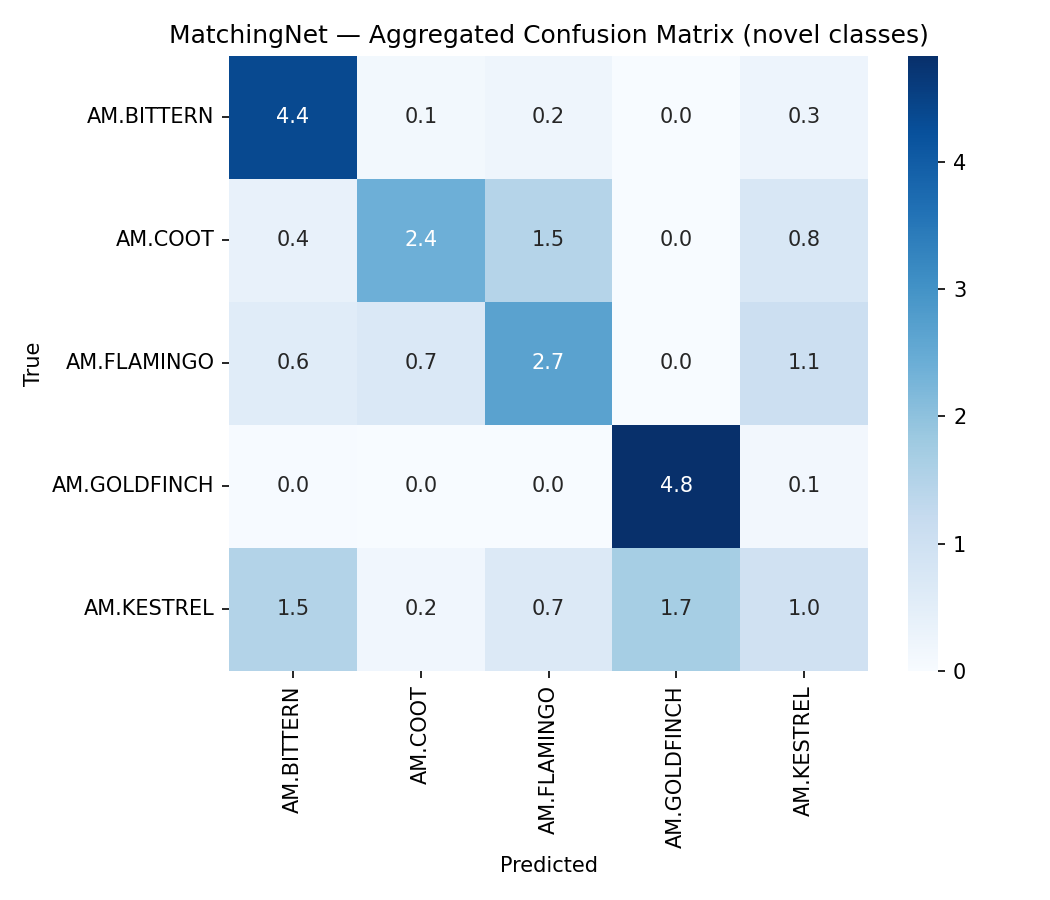 MatchingNet — Aggregated Confusion Matrix (novel classes)
True
AM.BITTERN 4.4 0.1 0.2 0.0 0.3
AM.COOT 0.4 2.4 1.5 0.0 0.8
AM.FLAMINGO 0.6 0.7 2.7 0.0 1.1
AM.GOLDFINCH 0.0 0.0 0.0 4.8 0.1
AM.KESTREL 1.5 0.2 0.7 1.7 1.0
AM.BITTERN AM.COOT AM.FLAMINGO AM.GOLDFINCH AM.KESTREL
Predicted
4
3
2
1
0